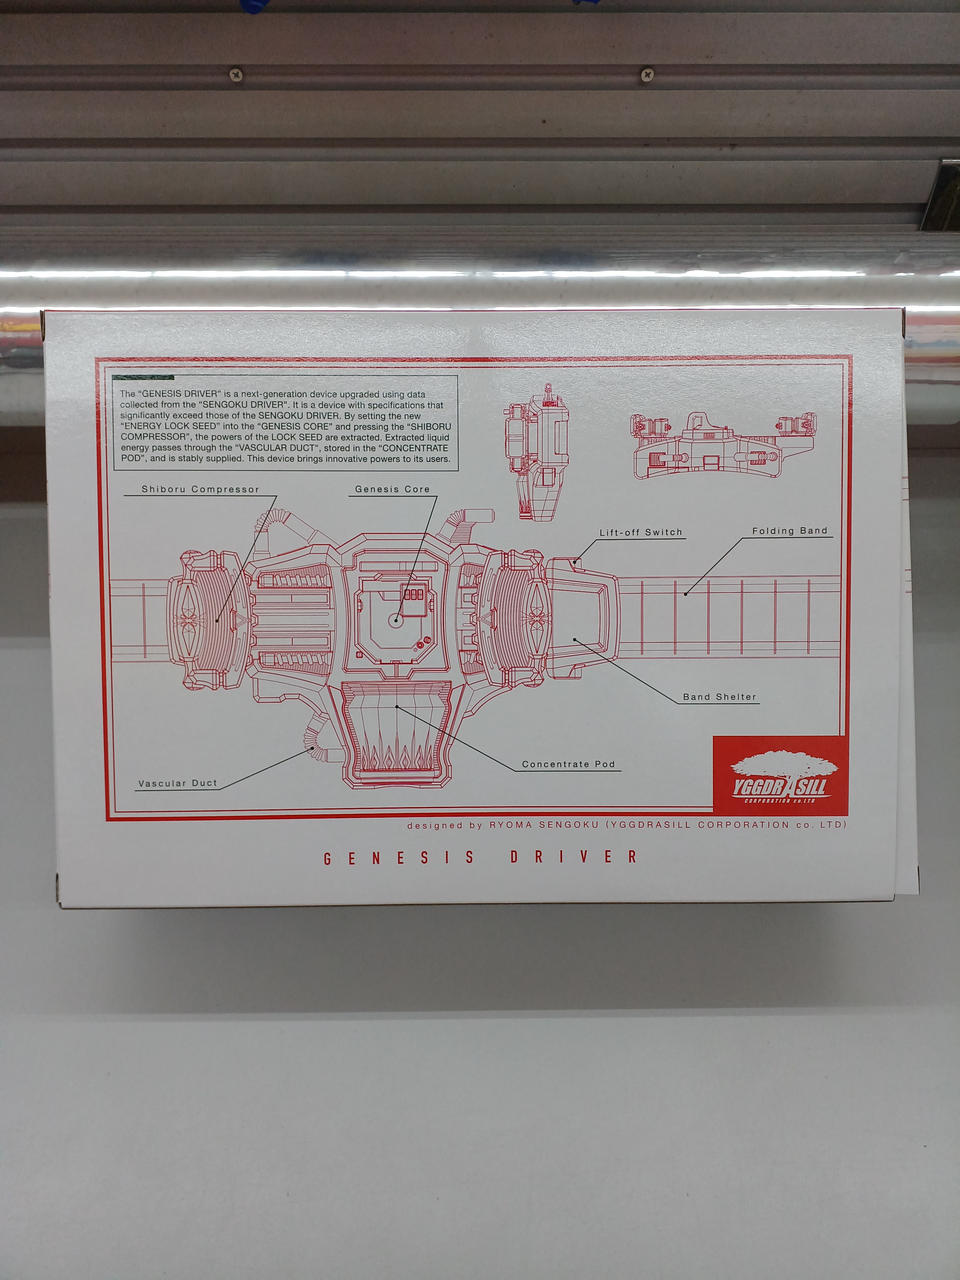 The “GENESIS DRIVER” is a next-generation device upgraded using data
collected from the “SENGOKU DRIVER”. It is a device with specifications that
significantly exceed those of the SENGOKU DRIVER. By setting the new
“ENERGY LOCK SEED” into the “GENESIS CORE” and pressing the “SHIBORU
COMPRESSOR”, the powers of the LOCK SEED are extracted. Extracted liquid
energy passes through the “VASCULAR DUCT”, stored in the “CONCENTRATE
POD”, and is stably supplied. This device brings innovative powers to its users.
Shiboru Compressor
Genesis Core
Lift-off Switch
Folding Band
Band Shelter
Concentrate Pod
Vascular Duct
YGGDRASILL
CORPORATION co. LTD
designed by RYOMA SENGOKU (YGGDRASILL CORPORATION co. LTD)
GENESIS DRIVER